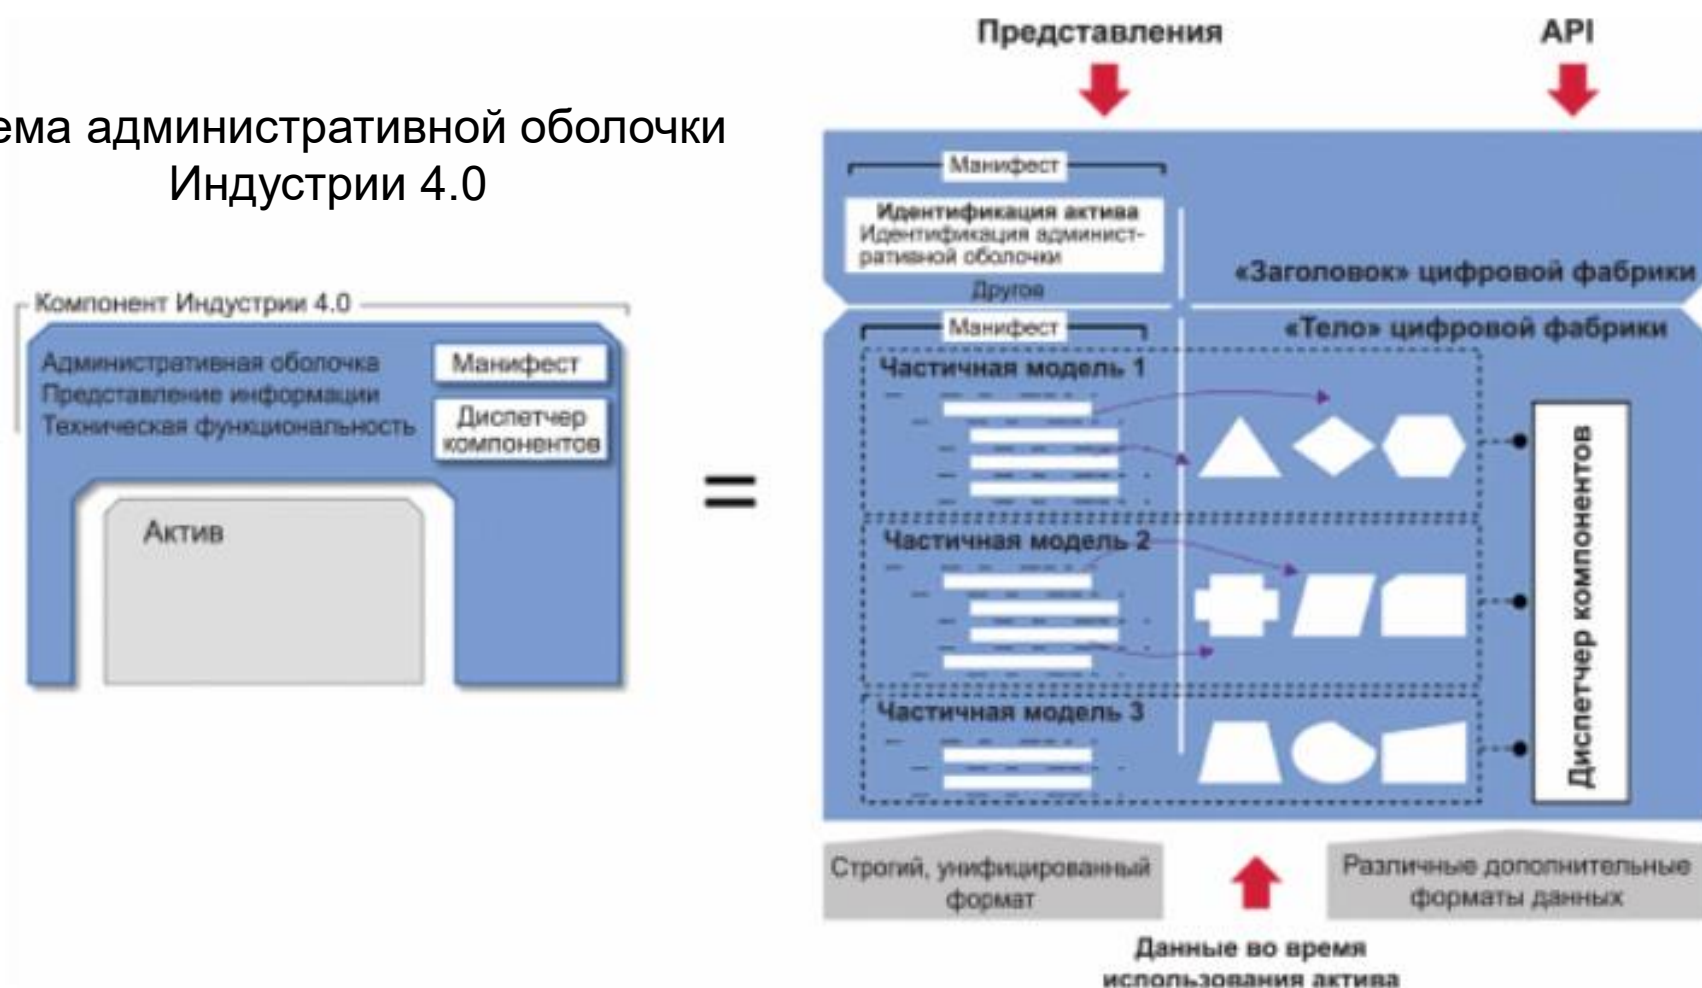 ема административной оболочки
Индустрии 4.0
Компонент Индустрии 4.0
Административная оболочка
Представление информации
Техническая функциональность
Манифест
Диспетчер
компонентов
Актив
=
Представления
API
Манифест
Идентификация актива
Идентификация админист-
ративной оболочки
Другое
«Заголовок» цифровой фабрики
Манифест
«Тело» цифровой фабрики
Частичная модель 1
Частичная модель 2
Частичная модель 3
Диспетчер компонентов
Строгий, унифицированный
формат
Различные дополнительные
форматы данных
Данные во время
использования актива